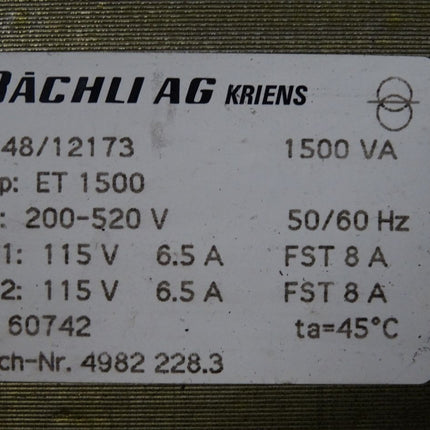 BÄCHLI AG KRIENS
48/12173 1500 VA
p: ET 1500
: 200-520 V 50/60 Hz
1: 115 V 6.5 A FST 8 A
2: 115 V 6.5 A FST 8 A
60742 ta=45°C
ch-Nr. 4982 228.3